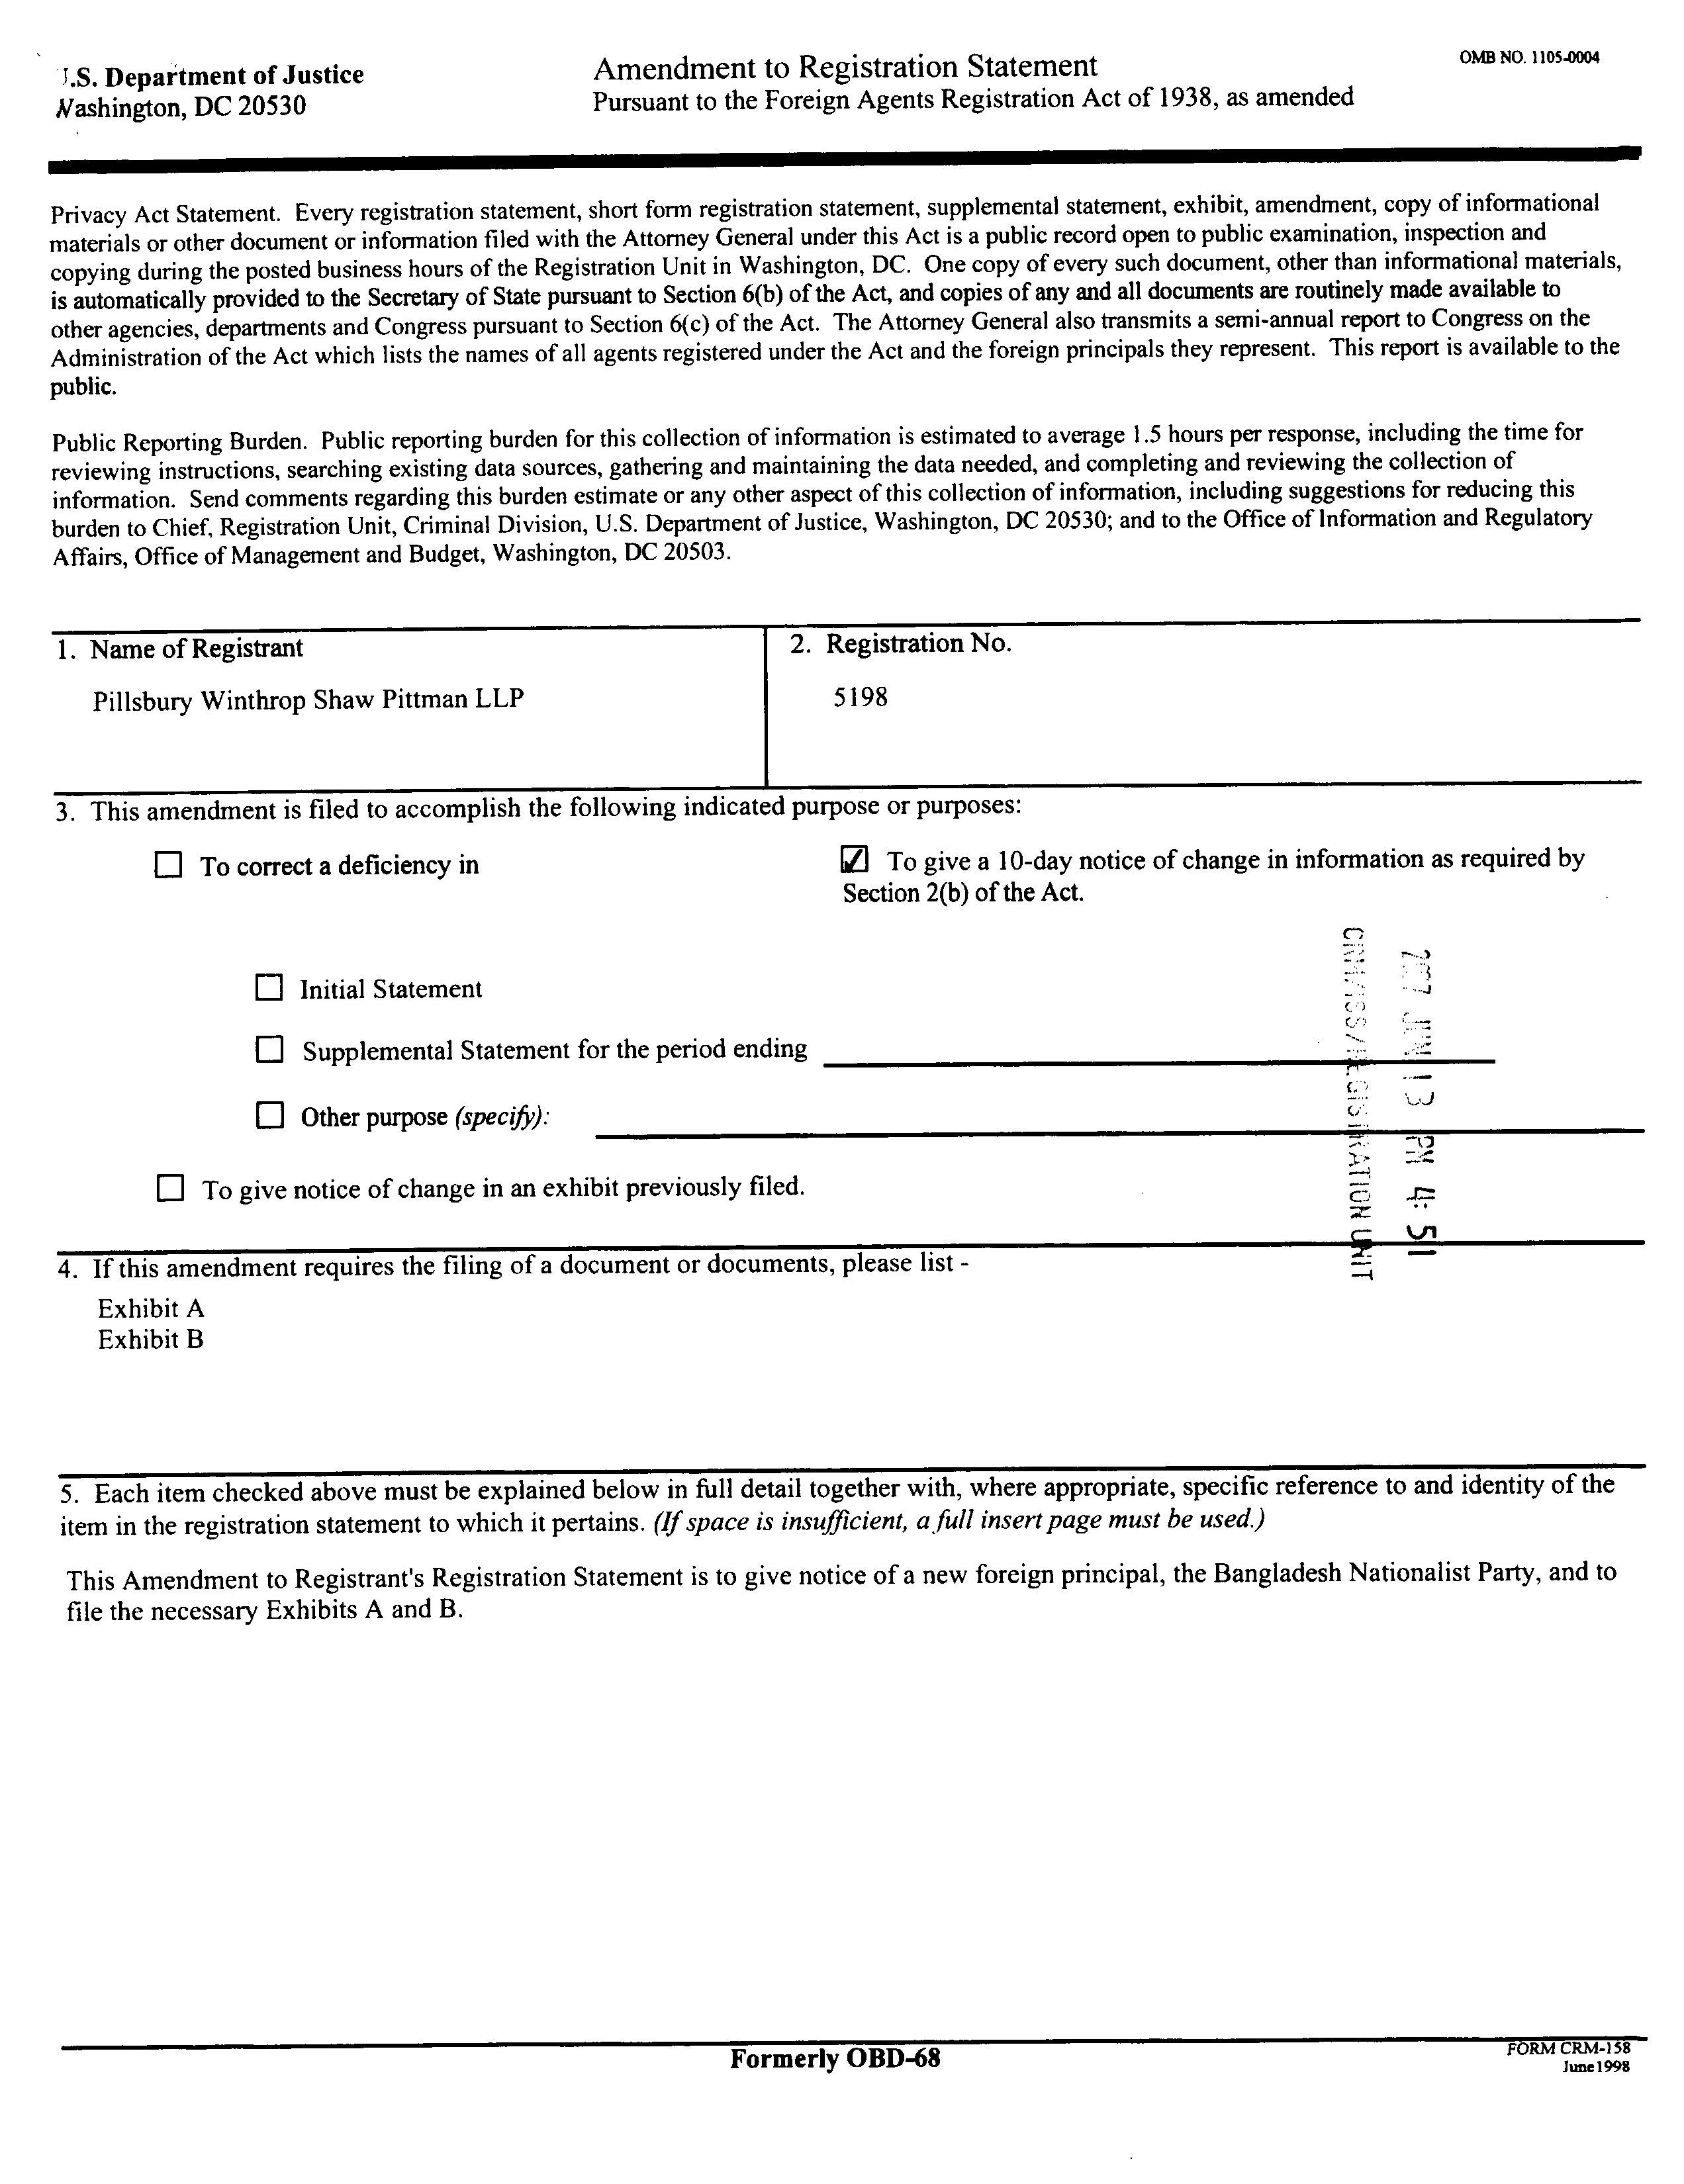 .S. Department of Justice
Washington, DC 20530
Amendment to Registration Statement
Pursuant to the Foreign Agents Registration Act of 1938, as amended
OMB NO. 1105-0004
Privacy Act Statement. Every registration statement, short form registration statement, supplemental statement, exhibit, amendment, copy of informational
materials or other document or information filed with the Attorney General under this Act is a public record open to public examination, inspection and
copying during the posted business hours of the Registration Unit in Washington, DC. One copy of every such document, other than informational materials,
is automatically provided to the Secretary of State pursuant to Section 6(b) of the Act, and copies of any and all documents are routinely made available to
other agencies, departments and Congress pursuant to Section 6(c) of the Act. The Attorney General also transmits a semi-annual report to Congress on the
Administration of the Act which lists the names of all agents registered under the Act and the foreign principals they represent. This report is available to the
public.
Public Reporting Burden. Public reporting burden for this collection of information is estimated to average 1.5 hours per response, including the time for
reviewing instructions, searching existing data sources, gathering and maintaining the data needed, and completing and reviewing the collection of
information. Send comments regarding this burden estimate or any other aspect of this collection of information, including suggestions for reducing this
burden to Chief, Registration Unit, Criminal Division, U.S. Department of Justice, Washington, DC 20530; and to the Office of Information and Regulatory
Affairs, Office of Management and Budget, Washington, DC 20503.
1. Name of Registrant
Pillsbury Winthrop Shaw Pittman LLP
2. Registration No.
5198
3. This amendment is filed to accomplish the following indicated purpose or purposes:
To correct a deficiency in
To give a 10-day notice of change in information as required by
Section 2(b) of the Act.
Initial Statement
Supplemental Statement for the period ending
Other purpose (specify):
To give notice of change in an exhibit previously filed.
13 PM 4:51
REGISTRATION UNIT
4. If this amendment requires the filing of a document or documents, please list -
Exhibit A
Exhibit B
5. Each item checked above must be explained below in full detail together with, where appropriate, specific reference to and identity of the
item in the registration statement to which it pertains. (If space is insufficient, a full insert page must be used.)
This Amendment to Registrant's Registration Statement is to give notice of a new foreign principal, the Bangladesh Nationalist Party, and to
file the necessary Exhibits A and B.
Formerly OBD-68
FORM CRM-158
June 1998